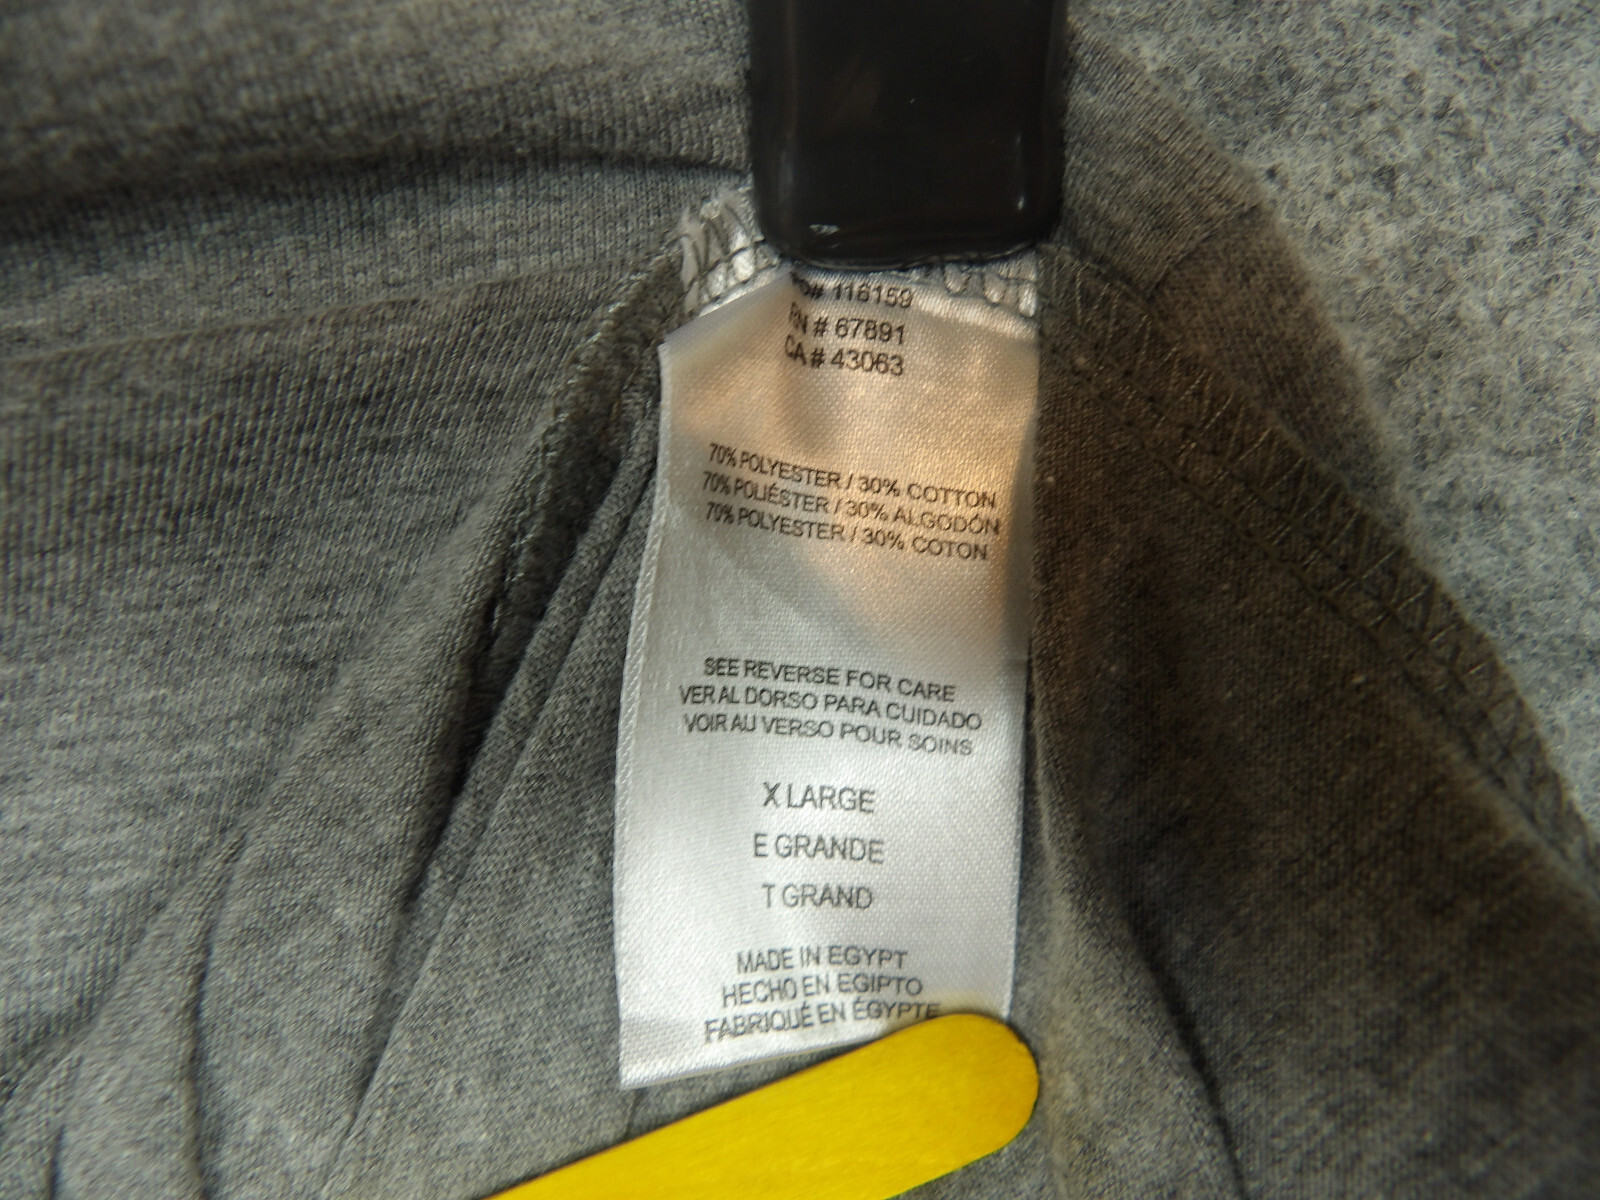 # 116159
RN # 67891
CA # 43063
70% POLYESTER / 30% COTTON
70% POLIÉSTER / 30% ALGODÓN
70% POLYESTER / 30% COTON
SEE REVERSE FOR CARE
VER AL DORSO PARA CUIDADO
VOIR AU VERSO POUR SOINS
X LARGE
E GRANDE
T GRAND
MADE IN EGYPT
HECHO EN EGIPTO
FABRIQUÉ EN ÉGYPTE